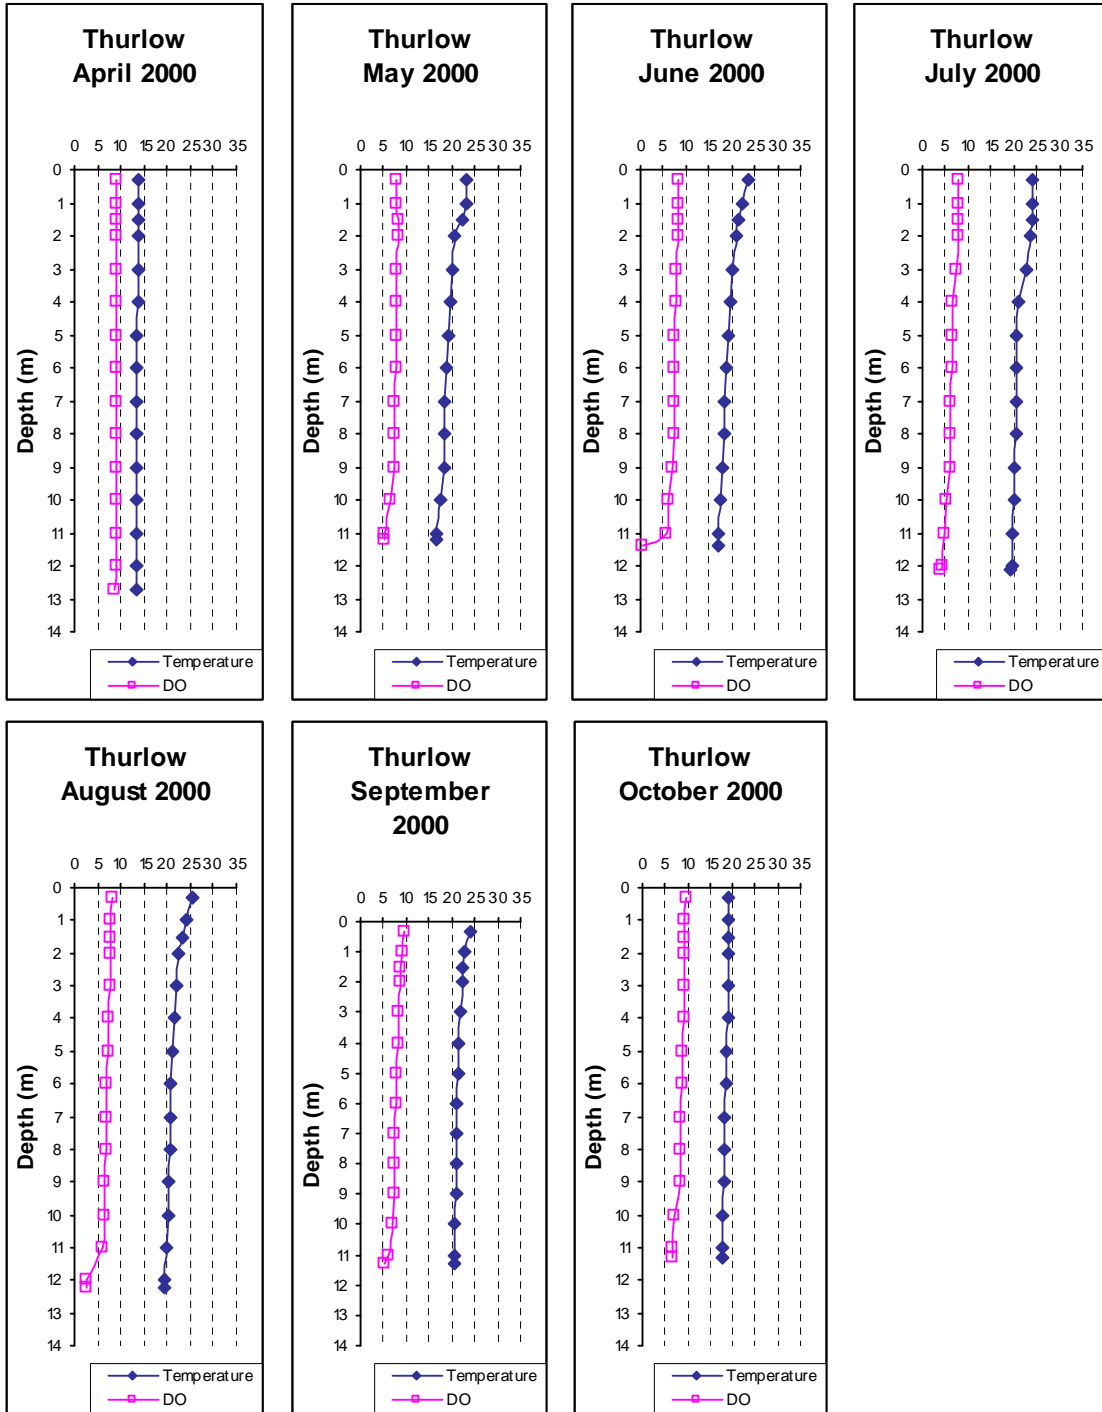 Thurlow
April 2000
0 5 10 15 20 25 30 35
0
1
2
3
4
5
6
7
8
9
10
11
12
13
14
Depth (m)
Temperature
DO
Thurlow
May 2000
0 5 10 15 20 25 30 35
0
1
2
3
4
5
6
7
8
9
10
11
12
13
14
Depth (m)
Temperature
DO
Thurlow
June 2000
0 5 10 15 20 25 30 35
0
1
2
3
4
5
6
7
8
9
10
11
12
13
14
Depth (m)
Temperature
DO
Thurlow
July 2000
0 5 10 15 20 25 30 35
0
1
2
3
4
5
6
7
8
9
10
11
12
13
14
Depth (m)
Temperature
DO
Thurlow
August 2000
0 5 10 15 20 25 30 35
0
1
2
3
4
5
6
7
8
9
10
11
12
13
14
Depth (m)
Temperature
DO
Thurlow
September
2000
0 5 10 15 20 25 30 35
0
1
2
3
4
5
6
7
8
9
10
11
12
13
14
Depth (m)
Temperature
DO
Thurlow
October 2000
0 5 10 15 20 25 30 35
0
1
2
3
4
5
6
7
8
9
10
11
12
13
14
Depth (m)
Temperature
DO